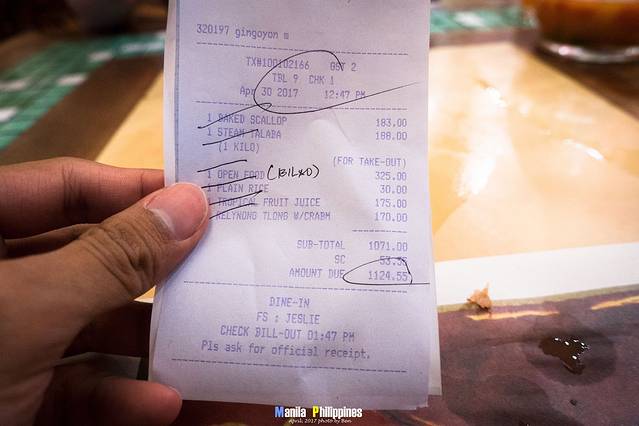 320197 gingoyon m
TX#100102166 GST 2
TBL 9 CHK 1
Apr 30 2017 12:47 PM
1 BAKED SCALLOP 183.00
1 STEAM TALABA 188.00
(1 KILO)
(FOR TAKE-OUT)
1 OPEN FOOD (BILAO) 325.00
1 PLAIN RICE 30.00
1 TROPICAL FRUIT JUICE 175.00
RELYNONG TLONG W/CRABM 170.00
SUB-TOTAL 1071.00
SC 53.55
AMOUNT DUE 1124.55
DINE-IN
FS : JESLIE
CHECK BILL-OUT 01:47 PM
Pls ask for official receipt.
Manila Philippines
April, 2017 photo by Ben